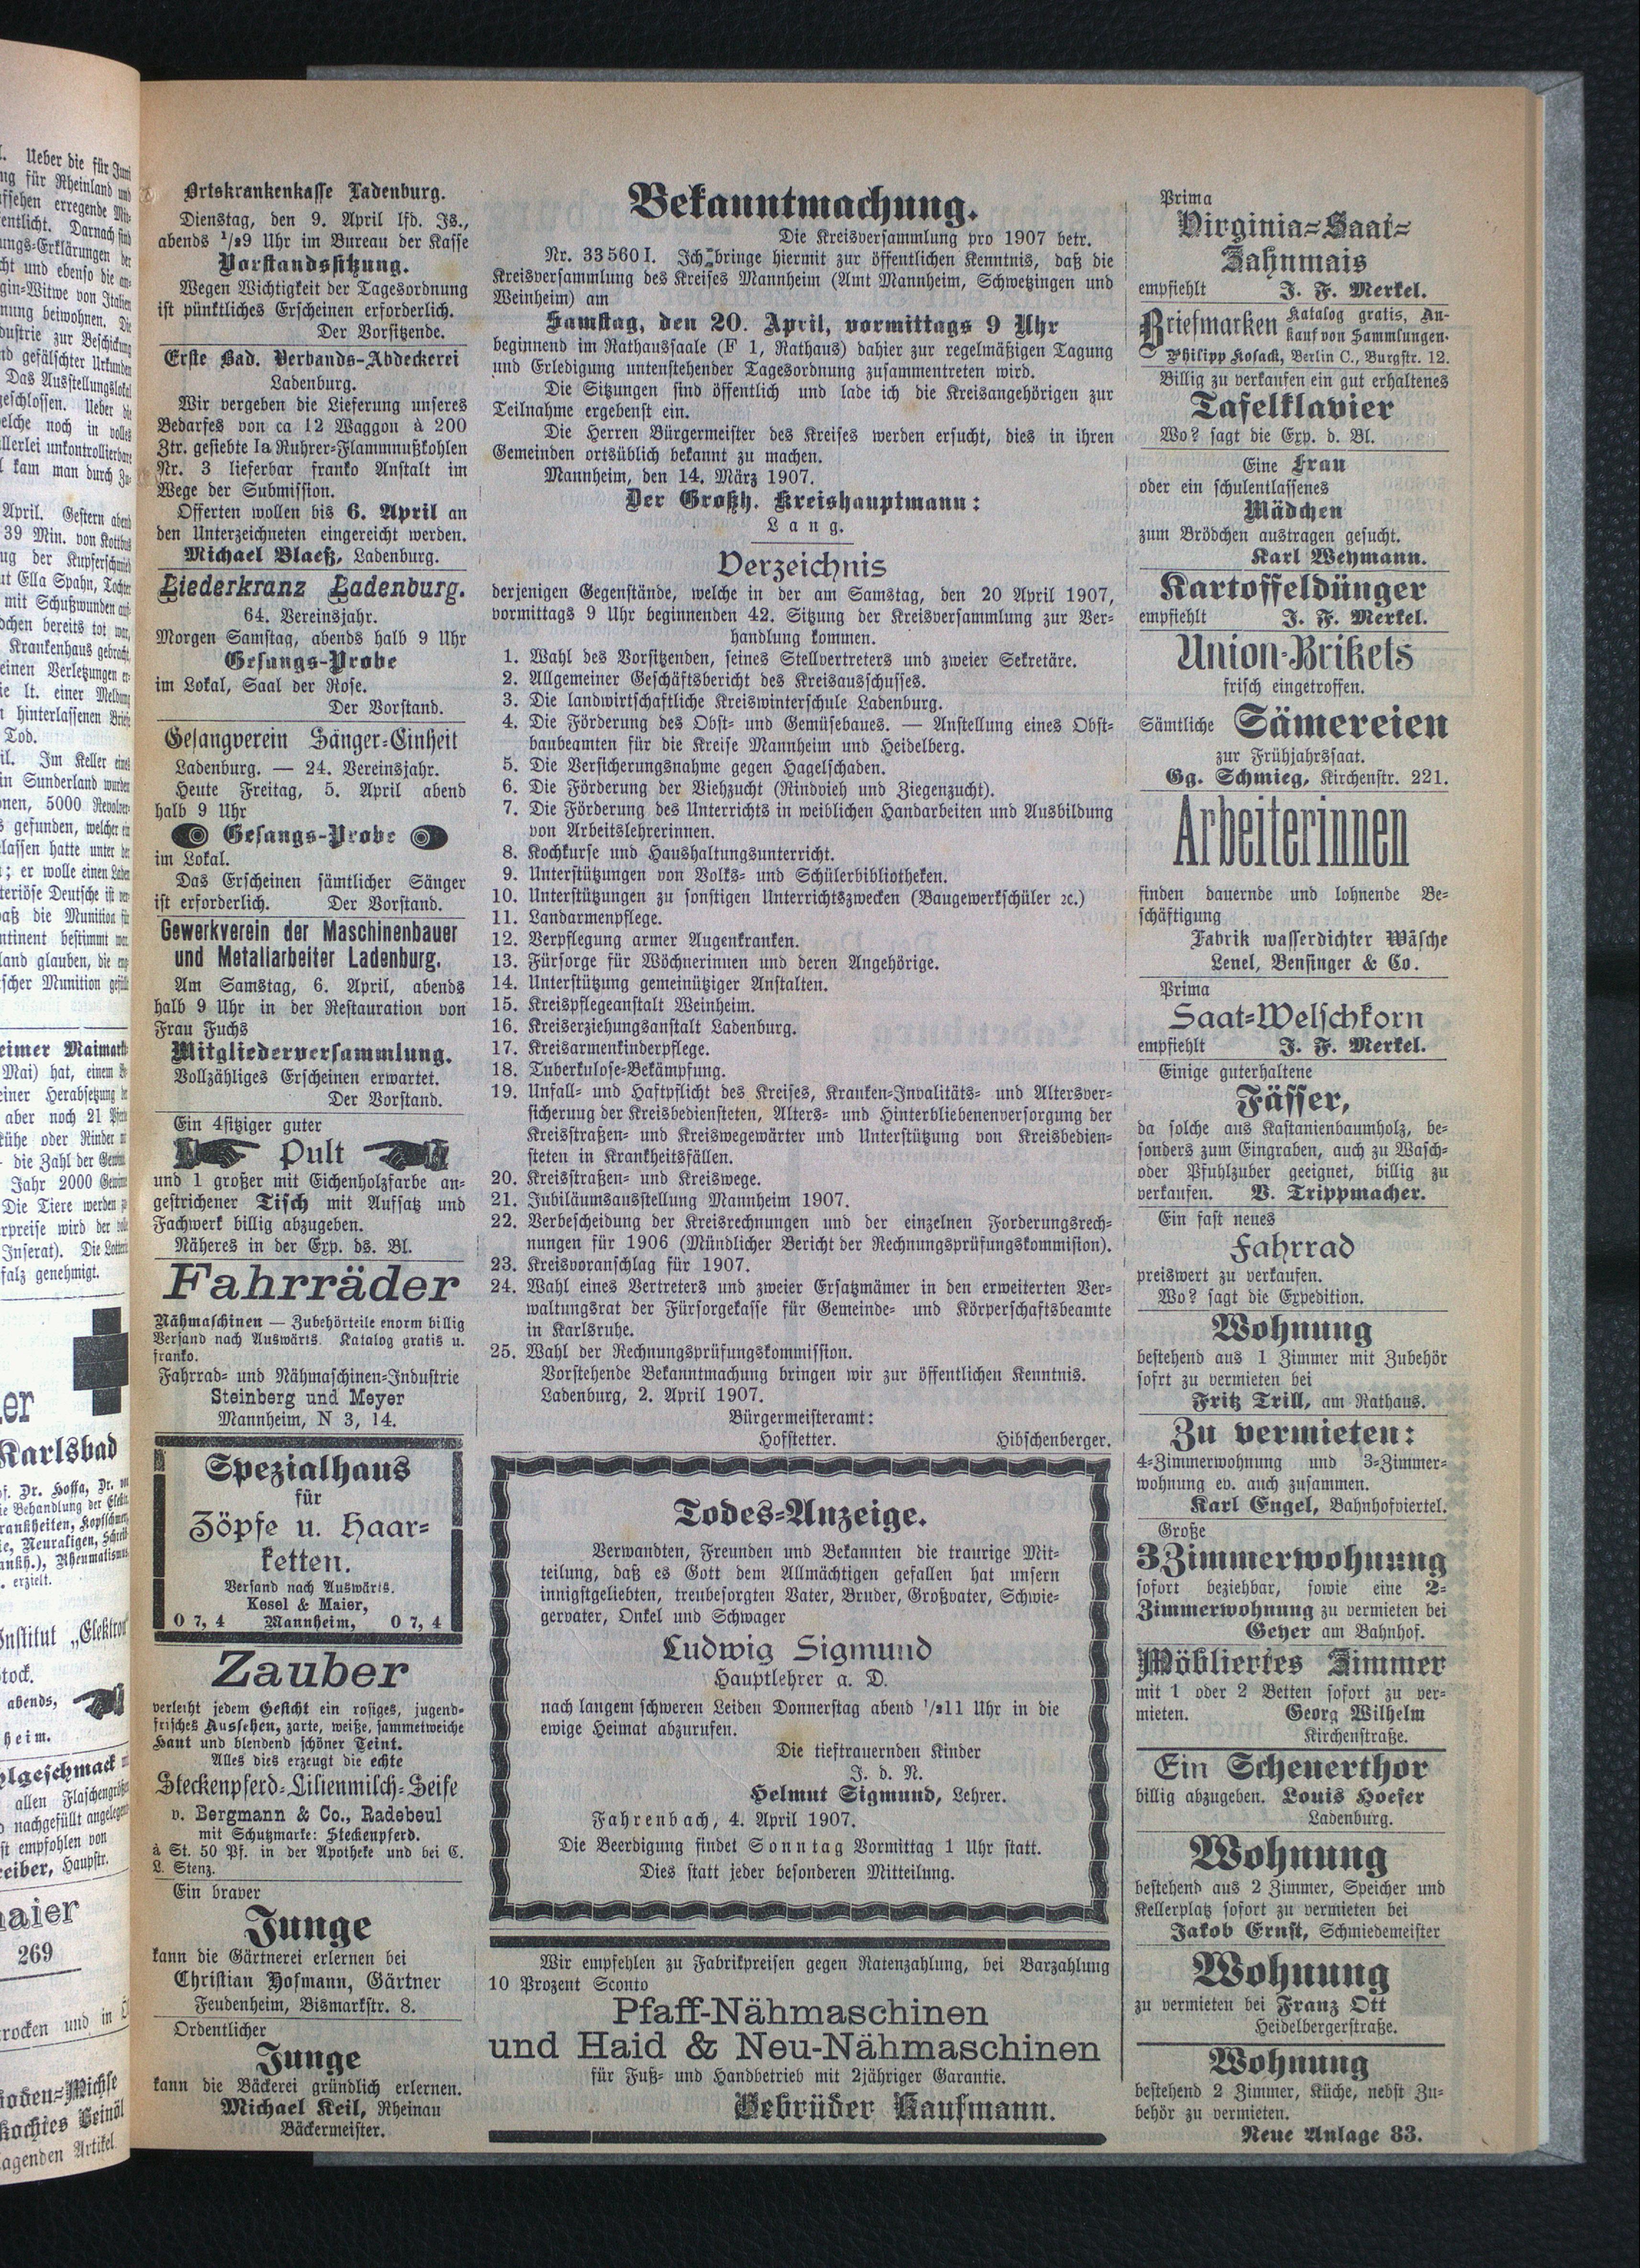 Ortskrankenkasse Ladenburg.
Dienstag, den 9. April lfd. Js.,
abends ½9 Uhr im Bureau der Kasse
Vorstandssitzung.
Wegen Wichtigkeit der Tagesordnung
ist pünktliches Erscheinen erforderlich.
Der Vorsitzende.
Erste Bad. Verbands-Abdeckerei
Ladenburg.
Wir vergeben die Lieferung unseres
Bedarfes von ca 12 Waggon à 200
Ztr. gesiebte Ia Ruhrer-Flammnußkohlen
Nr. 3 lieferbar franko Anstalt im
Wege der Submission.
Offerten wollen bis 6. April an
den Unterzeichneten eingereicht werden.
Michael Blaeß, Ladenburg.
Liederkranz Ladenburg.
64. Vereinsjahr.
Morgen Samstag, abends halb 9 Uhr
Gesangs-Probe
im Lokal, Saal der Rose.
Der Vorstand.
Gesangverein Sänger-Einheit
Ladenburg. — 24. Vereinsjahr.
Heute Freitag, 5. April abend
halb 9 Uhr
Gesangs-Probe
im Lokal.
Das Erscheinen sämtlicher Sänger
ist erforderlich. Der Vorstand.
Gewerkverein der Maschinenbauer
und Metallarbeiter Ladenburg.
Am Samstag, 6. April, abends
halb 9 Uhr in der Restauration von
Frau Fuchs
Mitgliederversammlung.
Vollzähliges Erscheinen erwartet.
Der Vorstand.
Ein 4sitziger guter
Pult
und 1 großer mit Eichenholzfarbe an-
gestrichener Tisch mit Aufsatz und
Fachwerk billig abzugeben.
Näheres in der Exp. ds. Bl.
Fahrräder
Nähmaschinen — Zubehörteile enorm billig
Versand nach Auswärts. Katalog gratis u.
franko.
Fahrrad- und Nähmaschinen-Industrie
Steinberg und Meyer
Mannheim, N 3, 14.
Spezialhaus
für
Zöpfe u. Haar-
ketten.
Versand nach Auswärts.
Kesel & Maier,
O 7, 4 Mannheim, O 7, 4
Zauber
verleiht jedem Gesicht ein rosiges, jugend-
frisches Aussehen, zarte, weiße, sammetweiche
Haut und blendend schöner Teint.
Alles dies erzeugt die echte
Steckenpferd-Lilienmilch-Seife
v. Bergmann & Co., Radebeul
mit Schutzmarke: Steckenpferd.
à St. 50 Pf. in der Apotheke und bei C.
L. Stenz.
Ein braver
Junge
kann die Gärtnerei erlernen bei
Christian Hofmann, Gärtner
Feudenheim, Bismarkstr. 8.
Ordentlicher
Junge
kann die Bäckerei gründlich erlernen.
Michael Keil, Rheinau
Bäckermeister.
Bekanntmachung.
Die Kreisversammlung pro 1907 betr.
Nr. 33560 I. Ich bringe hiermit zur öffentlichen Kenntnis, daß die
Kreisversammlung des Kreises Mannheim (Amt Mannheim, Schwetzingen und
Weinheim) am
Samstag, den 20. April, vormittags 9 Uhr
beginnend im Rathaussaale (F 1, Rathaus) dahier zur regelmäßigen Tagung
und Erledigung untenstehender Tagesordnung zusammentreten wird.
Die Sitzungen sind öffentlich und lade ich die Kreisangehörigen zur
Teilnahme ergebenst ein.
Die Herren Bürgermeister des Kreises werden ersucht, dies in ihren
Gemeinden ortsüblich bekannt zu machen.
Mannheim, den 14. März 1907.
Der Großh. Kreishauptmann:
Lang.
Verzeichnis
derjenigen Gegenstände, welche in der am Samstag, den 20 April 1907,
vormittags 9 Uhr beginnenden 42. Sitzung der Kreisversammlung zur Ver-
handlung kommen.
1. Wahl des Vorsitzenden, seines Stellvertreters und zweier Sekretäre.
2. Allgemeiner Geschäftsbericht des Kreisausschusses.
3. Die landwirtschaftliche Kreiswinterschule Ladenburg.
4. Die Förderung des Obst- und Gemüsebaues. — Anstellung eines Obst-
baubeamten für die Kreise Mannheim und Heidelberg.
5. Die Versicherungsnahme gegen Hagelschaden.
6. Die Förderung der Viehzucht (Rindvieh und Ziegenzucht).
7. Die Förderung des Unterrichts in weiblichen Handarbeiten und Ausbildung
von Arbeitslehrerinnen.
8. Kochkurse und Haushaltungsunterricht.
9. Unterstützungen von Volks- und Schülerbibliotheken.
10. Unterstützungen zu sonstigen Unterrichtszwecken (Baugewerkschüler ꝛc.)
11. Landarmenpflege.
12. Verpflegung armer Augenkranken.
13. Fürsorge für Wöchnerinnen und deren Angehörige.
14. Unterstützung gemeinütziger Anstalten.
15. Kreispflegeanstalt Weinheim.
16. Kreiserziehungsanstalt Ladenburg.
17. Kreisarmenkinderpflege.
18. Tuberkulose-Bekämpfung.
19. Unfall- und Haftpflicht des Kreises, Kranken-Invalitäts- und Altersver-
sicherung der Kreisbediensteten, Alters- und Hinterbliebenenversorgung der
Kreisstraßen- und Kreiswegewärter und Unterstützung von Kreisbedien-
steten in Krankheitsfällen.
20. Kreisstraßen- und Kreiswege.
21. Jubiläumsausstellung Mannheim 1907.
22. Verbescheidung der Kreisrechnungen und der einzelnen Forderungsrech-
nungen für 1906 (Mündlicher Bericht der Rechnungsprüfungskommision).
23. Kreisvoranschlag für 1907.
24. Wahl eines Vertreters und zweier Ersatzmämer in den erweiterten Ver-
waltungsrat der Fürsorgekasse für Gemeinde- und Körperschaftsbeamte
in Karlsruhe.
25. Wahl der Rechnungsprüfungskommission.
Vorstehende Bekanntmachung bringen wir zur öffentlichen Kenntnis.
Ladenburg, 2. April 1907.
Bürgermeisteramt:
Hofstetter. Hibschenberger.
Todes-Anzeige.
Verwandten, Freunden und Bekannten die traurige Mit-
teilung, daß es Gott dem Allmächtigen gefallen hat unsern
innigstgeliebten, treubesorgten Vater, Bruder, Großvater, Schwie-
gervater, Onkel und Schwager
Ludwig Sigmund
Hauptlehrer a. D.
nach langem schweren Leiden Donnerstag abend ½11 Uhr in die
ewige Heimat abzurufen.
Die tieftrauernden Kinder
J. d. N.
Helmut Sigmund, Lehrer.
Fahrenbach, 4. April 1907.
Die Beerdigung findet Sonntag Vormittag 1 Uhr statt.
Dies statt jeder besonderen Mitteilung.
Wir empfehlen zu Fabrikpreisen gegen Ratenzahlung, bei Barzahlung
10 Prozent Sconto
Pfaff-Nähmaschinen
und Haid & Neu-Nähmaschinen
für Fuß- und Handbetrieb mit 2jähriger Garantie.
Gebrüder Kaufmann.
Prima
Virginia-Saat-
Zahnmais
empfiehlt J. F. Merkel.
Briefmarken Katalog gratis, An-
kauf von Sammlungen.
Philipp Kosack, Berlin C., Burgstr. 12.
Billig zu verkaufen ein gut erhaltenes
Tafelklavier
Wo? sagt die Exp. d. Bl.
Eine Frau
oder ein schulentlassenes
Mädchen
zum Brödchen austragen gesucht.
Karl Weymann.
Kartoffeldünger
empfiehlt J. F. Merkel.
Union-Brikets
frisch eingetroffen.
Sämtliche Sämereien
zur Frühjahrssaat.
Gg. Schmieg, Kirchenstr. 221.
Arbeiterinnen
finden dauernde und lohnende Be-
schäftigung
Fabrik wasserdichter Wäsche
Lenel, Bensinger & Co.
Prima
Saat-Welschkorn
empfiehlt J. F. Merkel.
Einige guterhaltene
Fässer,
da solche aus Kastanienbaumholz, be-
sonders zum Eingraben, auch zu Wasch-
oder Pfuhlzuber geeignet, billig zu
verkaufen. V. Trippmacher.
Ein fast neues
Fahrrad
preiswert zu verkaufen.
Wo? sagt die Expedition.
Wohnung
bestehend aus 1 Zimmer mit Zubehör
sofrt zu vermieten bei
Fritz Trill, am Rathaus.
Zu vermieten:
4-Zimmerwohnung und 3-Zimmer-
wohnung ev. auch zusammen.
Karl Engel, Bahnhofviertel.
Große
3Zimmerwohnung
sofort beziehbar, sowie eine 2-
Zimmerwohnung zu vermieten bei
Geyer am Bahnhof.
Möbliertes Zimmer
mit 1 oder 2 Betten sofort zu ver-
mieten. Georg Wilhelm
Kirchenstraße.
Ein Scheuerthor
billig abzugeben. Louis Hoefer
Ladenburg.
Wohnung
bestehend aus 2 Zimmer, Speicher und
Kellerplatz sofort zu vermieten bei
Jakob Ernst, Schmiedemeister
Wohnung
zu vermieten bei Franz Ott
Heidelbergerstraße.
Wohnung
bestehend 2 Zimmer, Küche, nebst Zu-
behör zu vermieten.
Neue Anlage 83.